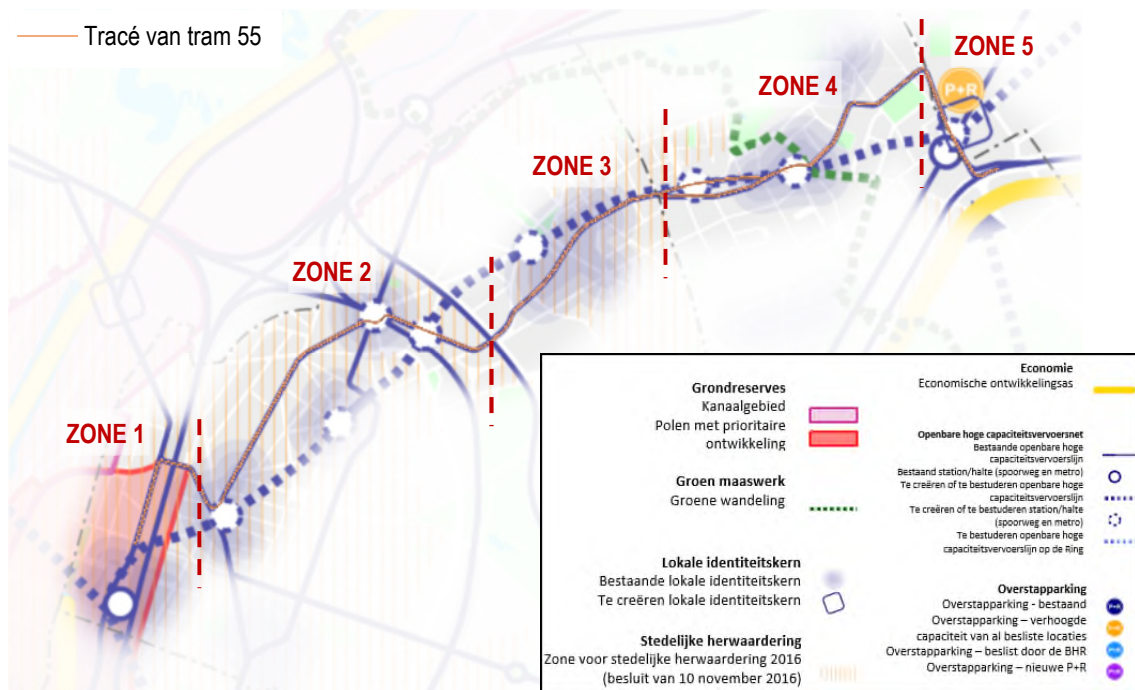 Tracé van tram 55
ZONE 5
P+R
ZONE 4
ZONE 3
ZONE 2
ZONE 1
Grondreserves
Kanaalgebied
Polen met prioritaire
ontwikkeling
Groen maaswerk
Groene wandeling
Lokale identiteitskern
Bestaande lokale identiteitskern
Te creëren lokale identiteitskern
Stedelijke herwaardering
Zone voor stedelijke herwaardering 2016
(besluit van 10 november 2016)
Economie
Economische ontwikkelingsas
Openbare hoge capaciteitsvervoersnet
Bestaande openbare hoge
capaciteitsvervoerslijn
Bestaand station/halte (spoorweg en metro)
Te creëren of te bestuderen openbare hoge
capaciteitsvervoerslijn
Te creëren of te bestuderen station/halte
(spoorweg en metro)
Te bestuderen openbare hoge
capaciteitsvervoerslijn op de Ring
Overstapparking
Overstapparking - bestaand
P+R
Overstapparking – verhoogde
capaciteit van al besliste locaties
P+R
Overstapparking – beslist door de BHR
P+R
Overstapparking – nieuwe P+R
P+R